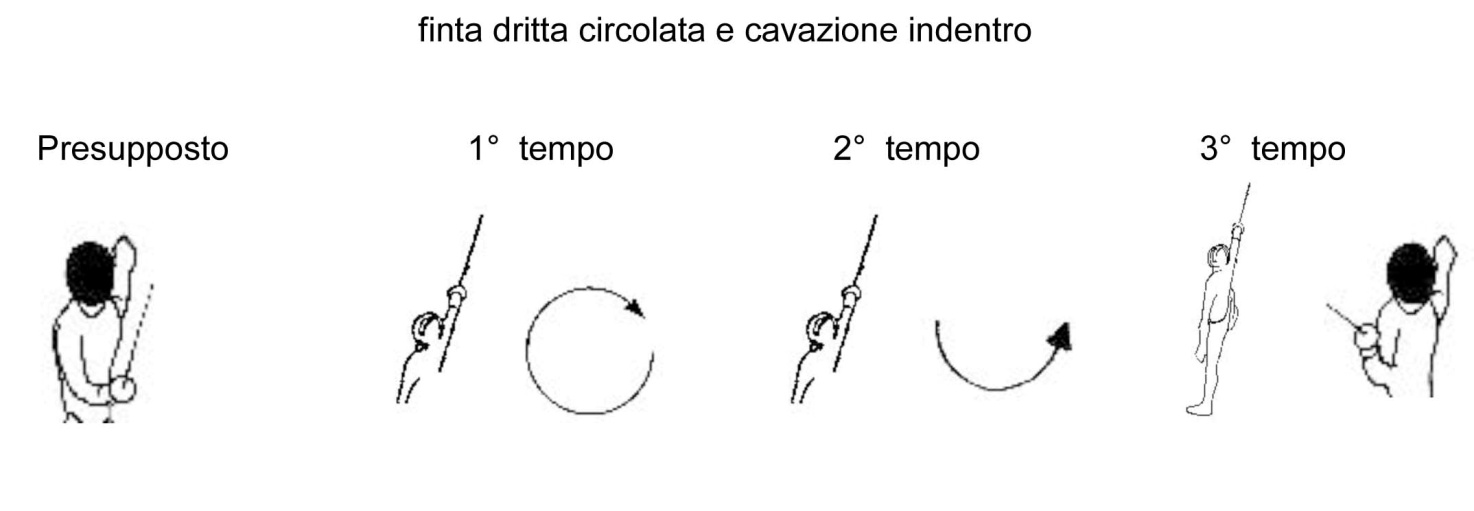 finta dritta circolata e cavazione indentro
Presupposto
1° tempo
2° tempo
3° tempo